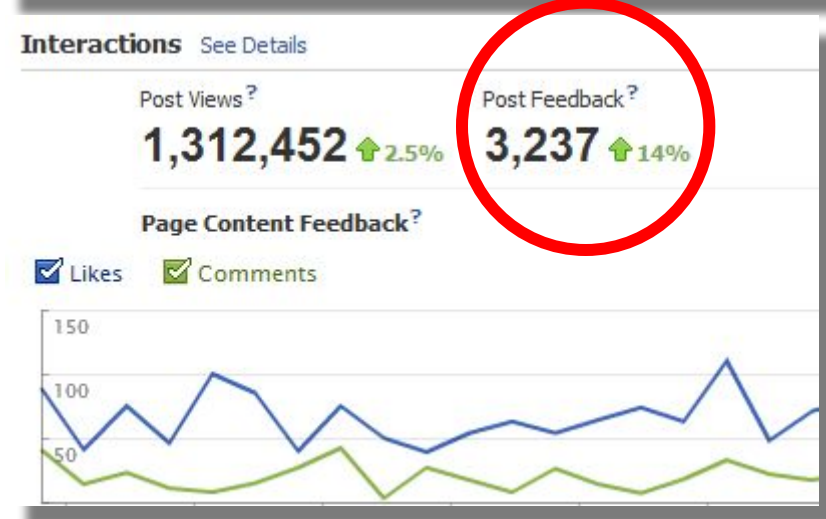 Interactions See Details
Post Views? Post Feedback?
1,312,452 2.5% 3,237 14%
Page Content Feedback?
Likes Comments
150
100
50